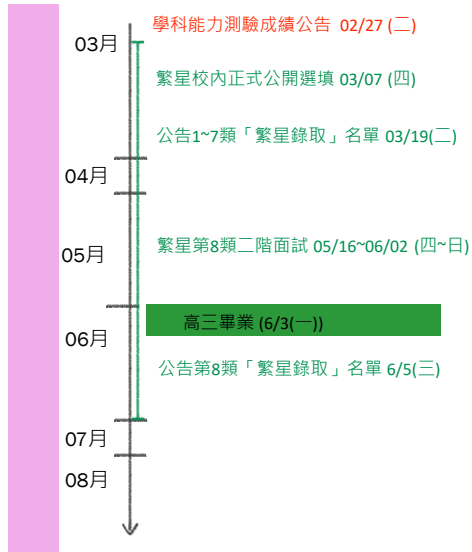 學科能力測驗成績公告 02/27 (二)
03月
繁星校內正式公開選填 03/07 (四)
公告1~7類「繁星錄取」名單 03/19(二)
04月
繁星第8類二階面試 05/16~06/02 (四~日)
05月
高三畢業 (6/3(一))
06月
公告第8類「繁星錄取」名單 6/5(三)
07月
08月